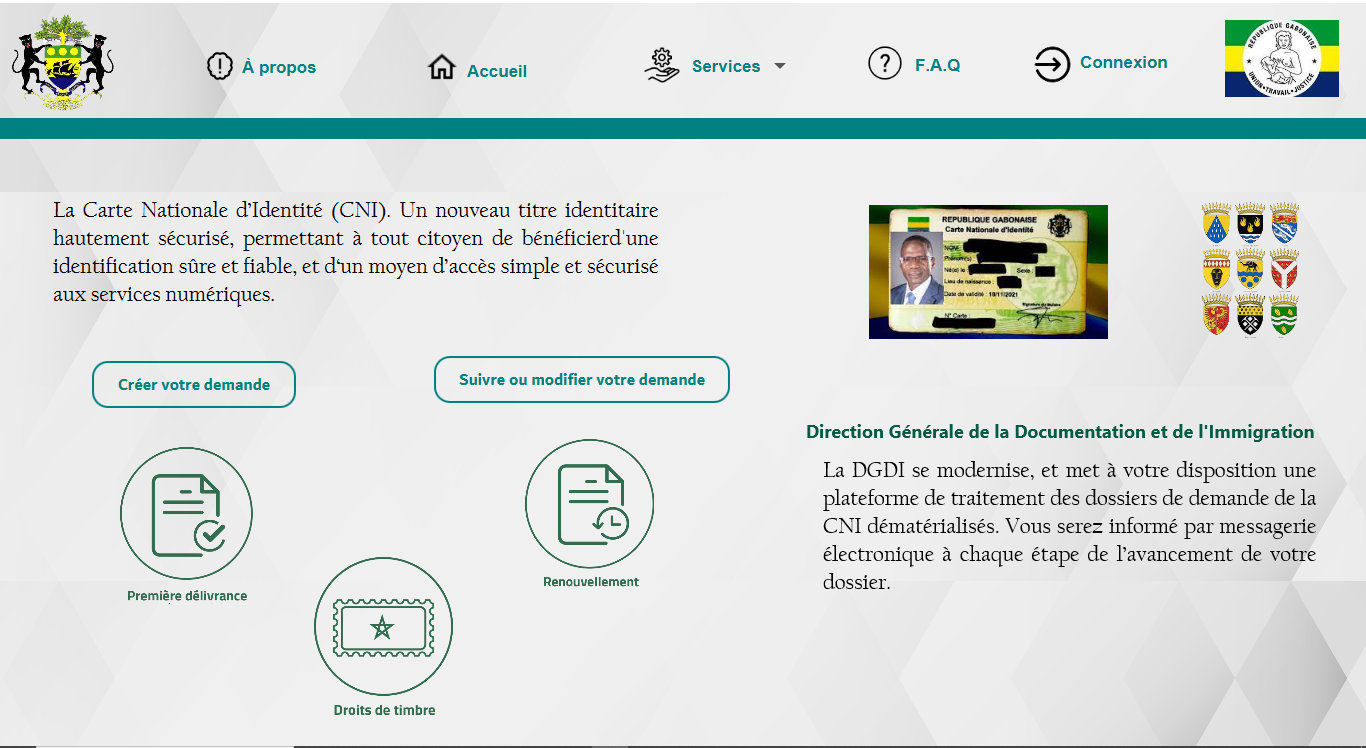 À propos
Accueil
Services
F.A.Q
Connexion
RÉPUBLIQUE GABONAISE
UNION•TRAVAIL•JUSTICE
La Carte Nationale d'Identité (CNI). Un nouveau titre identitaire
hautement sécurisé, permettant à tout citoyen de bénéficierd'une
identification sûre et fiable, et d'un moyen d'accès simple et sécurisé
aux services numériques.
REPUBLIQUE GABONAISE
Carte Nationale d'Identité
NOM
Prénom(s) :
Né(e) le :
Sexe :
Lieu de naissance :
Date de validité : 18/11/2021
Signature du titulaire
N° Carte :
Créer votre demande
Suivre ou modifier votre demande
Première délivrance
Renouvellement
Droits de timbre
Direction Générale de la Documentation et de l'Immigration
La DGDI se modernise, et met à votre disposition une
plateforme de traitement des dossiers de demande de la
CNI dématérialisés. Vous serez informé par messagerie
électronique à chaque étape de l'avancement de votre
dossier.